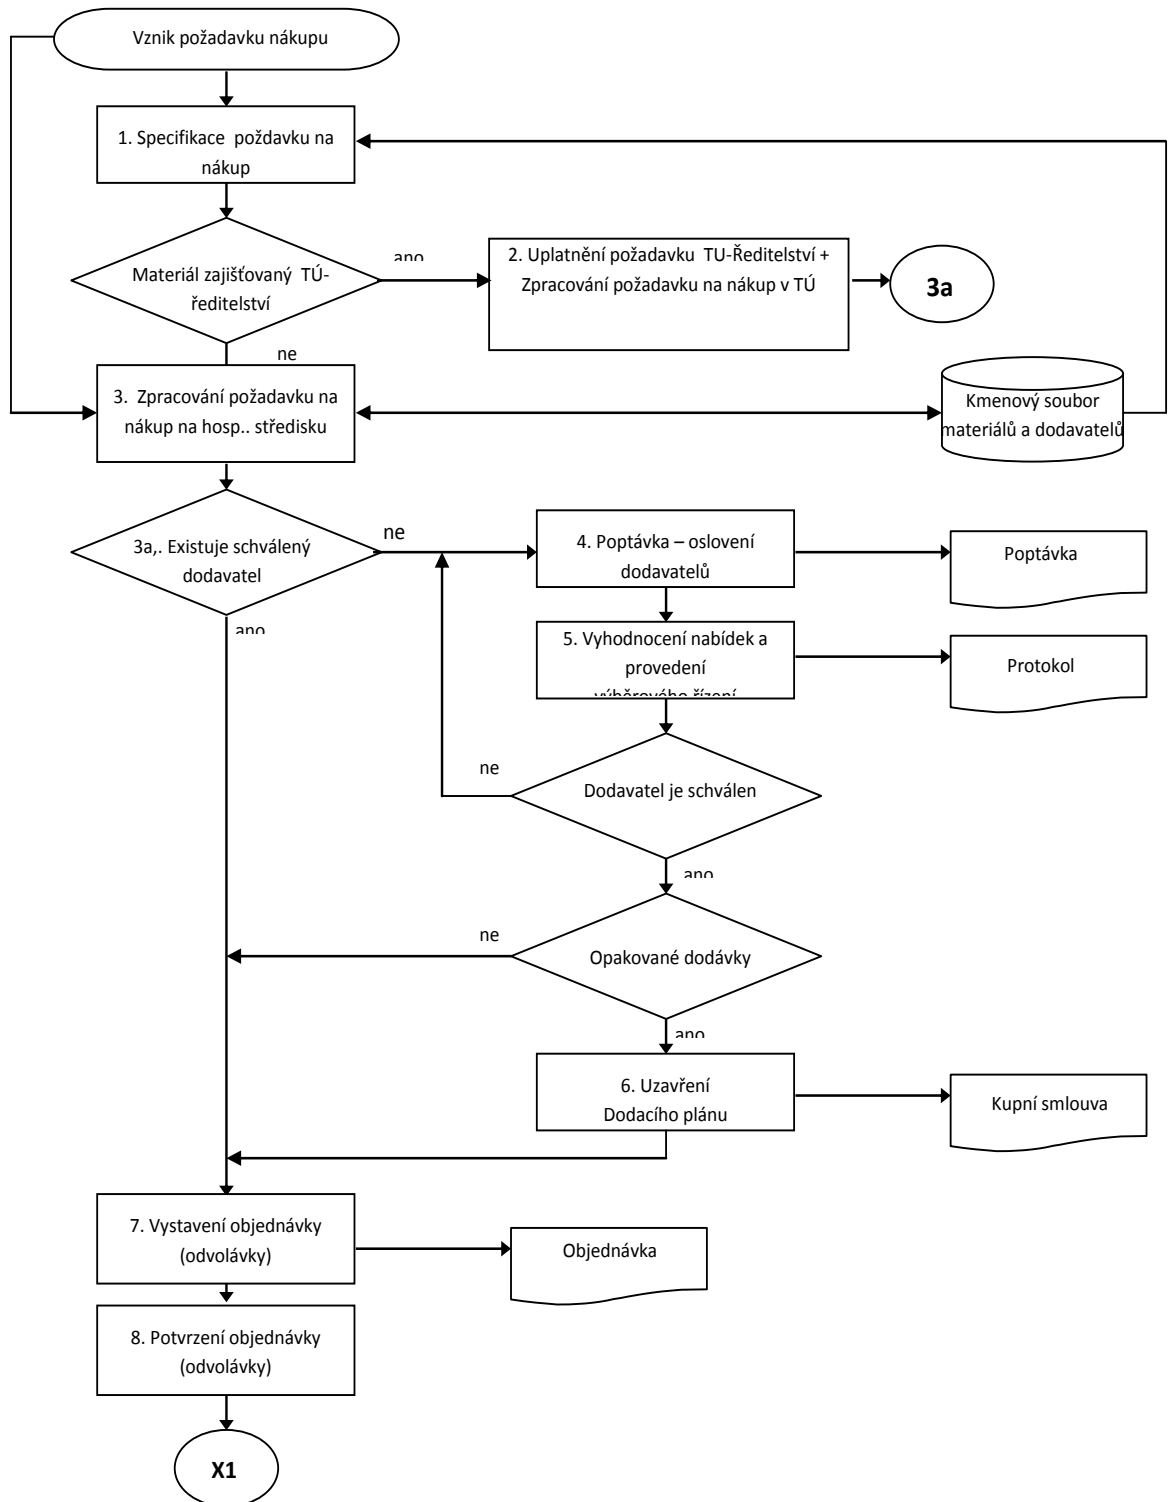 Vznik požadavku nákupu
1. Specifikace poždavku na
nákup
Materiál zajišťovaný TÚ-
ředitelství
ano
2. Uplatnění požadavku TU-Ředitelství +
Zpracování požadavku na nákup v TÚ
3a
ne
3. Zpracování požadavku na
nákup na hosp.. středisku
Kmenový soubor
materiálů a dodavatelů
3a,. Existuje schválený
dodavatel
ne
ano
4. Poptávka – oslovení
dodavatelů
Poptávka
5. Vyhodnocení nabídek a
provedení
výběrového řízení
Protokol
ne
Dodavatel je schválen
ano
ne
Opakované dodávky
ano
6. Uzavření
Dodacího plánu
Kupní smlouva
7. Vystavení objednávky
(odvolávky)
Objednávka
8. Potvrzení objednávky
(odvolávky)
X1